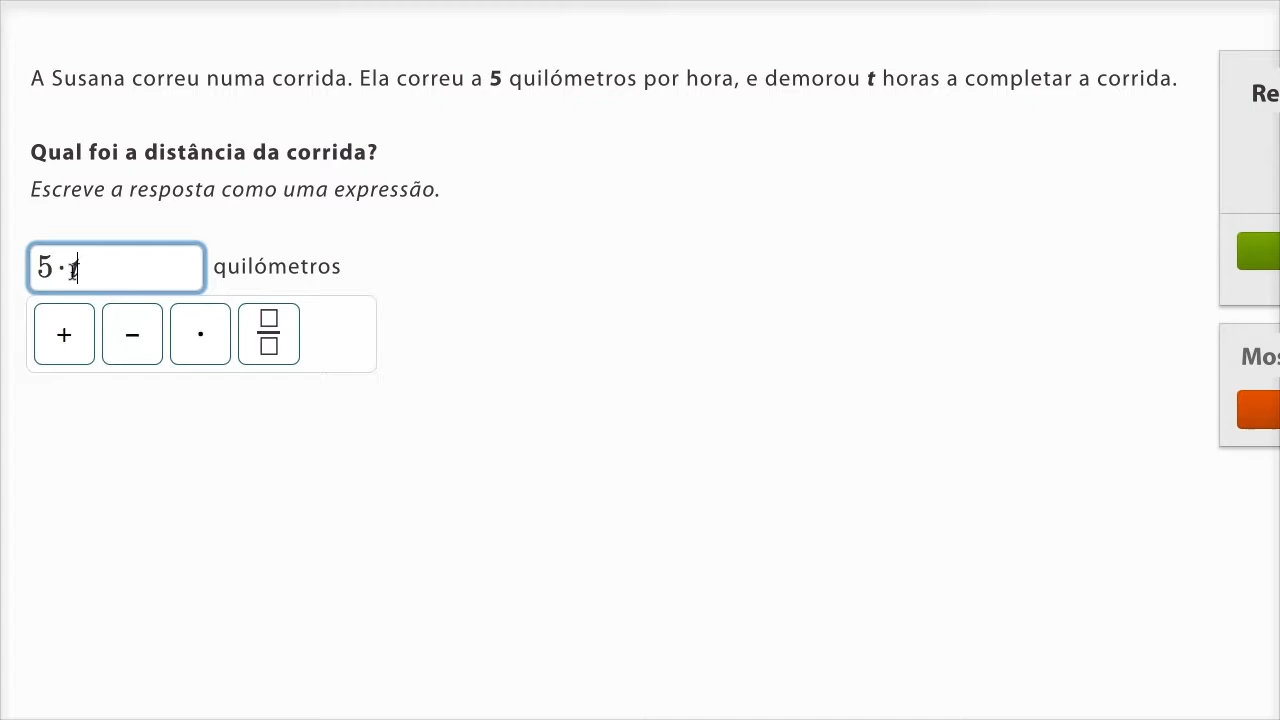 A Susana correu numa corrida. Ela correu a 5 quilómetros por hora, e demorou t horas a completar a corrida.
Qual foi a distância da corrida?
Escreve a resposta como uma expressão.
5 · t quilómetros
+ − · □/□
Re
Mos